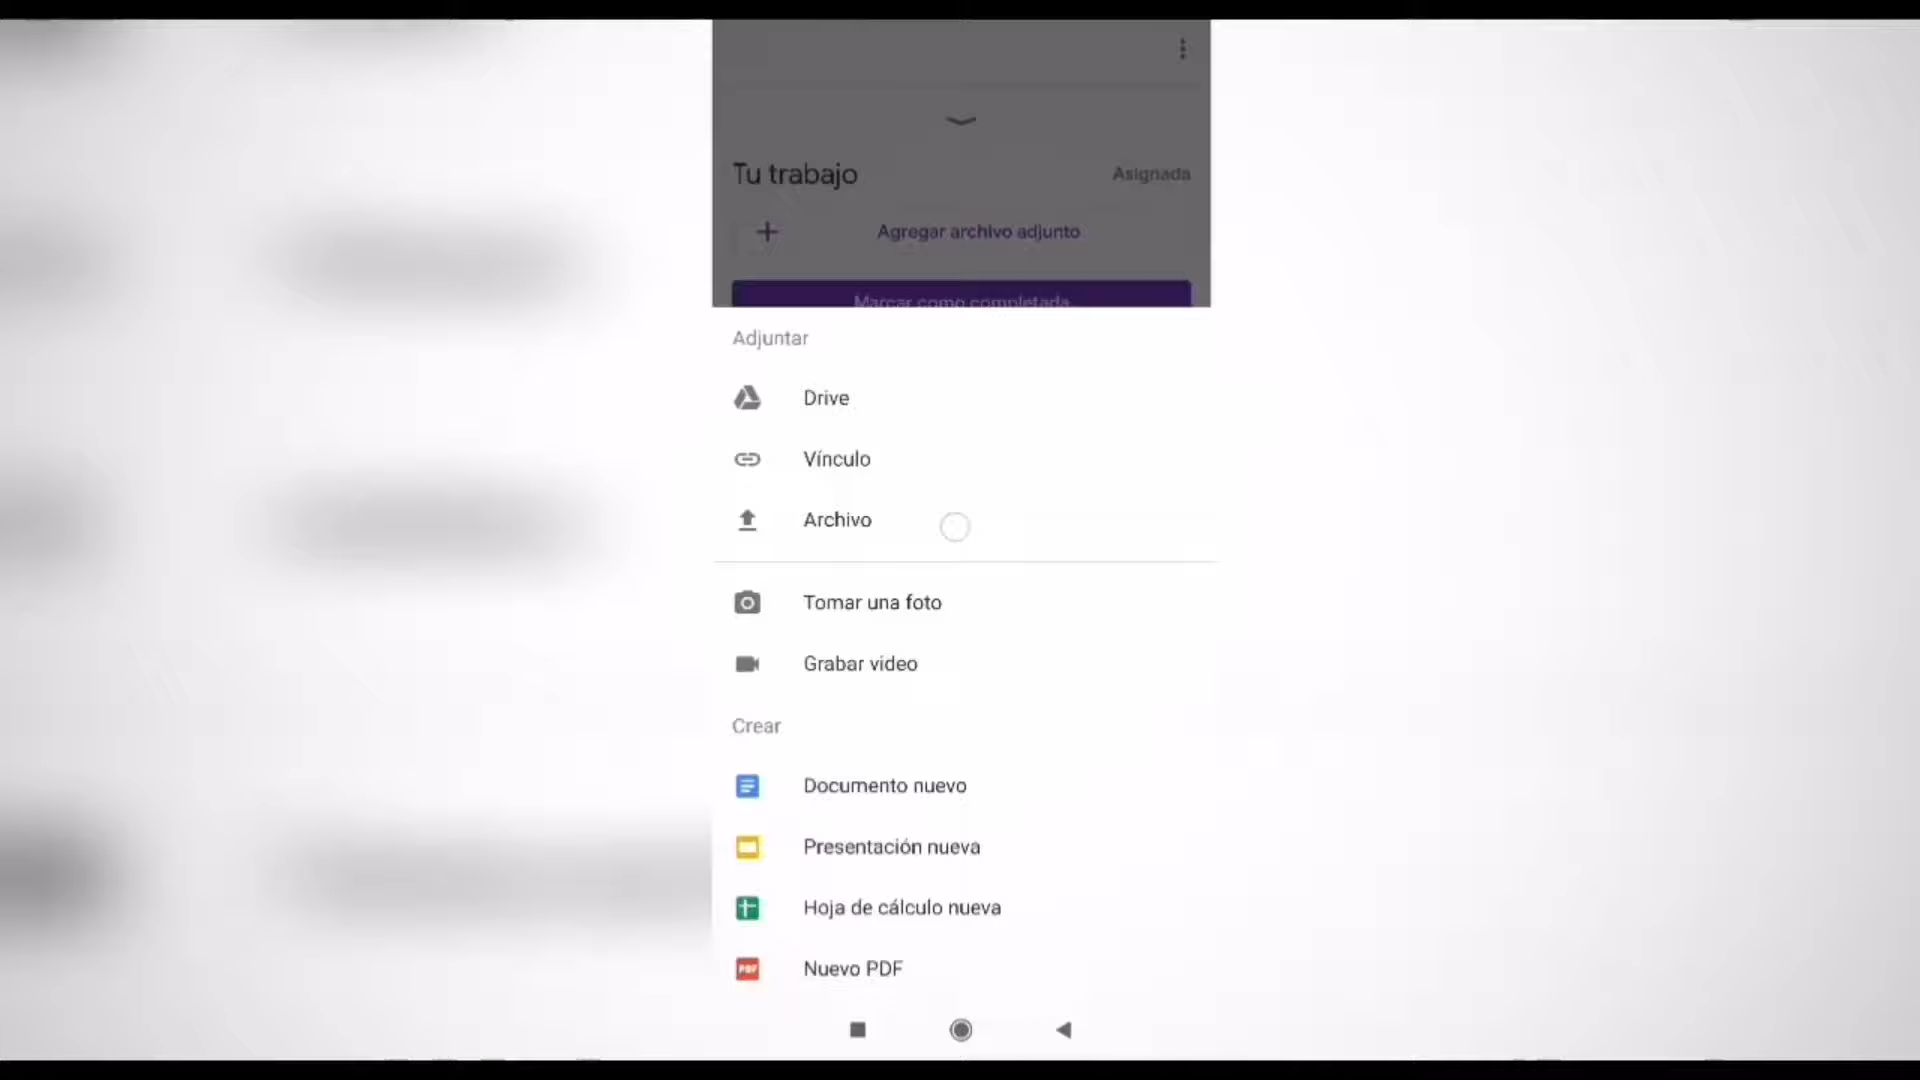 Tu trabajo
Asignada
Agregar archivo adjunto
Marcar como completada
Adjuntar
Drive
Vínculo
Archivo
Tomar una foto
Grabar video
Crear
Documento nuevo
Presentación nueva
Hoja de cálculo nueva
PDF
Nuevo PDF